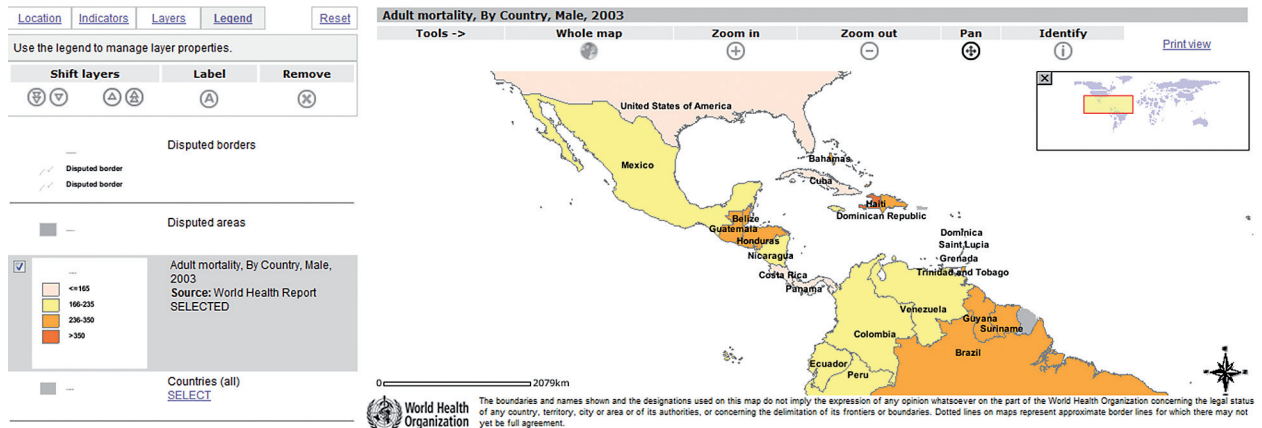 Location
Indicators
Layers
Legend
Reset
Use the legend to manage layer properties.
Shift layers
Label
Remove
A
Disputed borders
Disputed border
Disputed border
Disputed areas
Adult mortality, By Country, Male,
2003
Source: World Health Report
SELECTED
<=165
166-235
236-350
>350
Countries (all)
SELECT
Adult mortality, By Country, Male, 2003
Tools ->
Whole map
Zoom in
Zoom out
Pan
Identify
Print view
United States of America
Mexico
Bahamas
Cuba
Haiti
Dominican Republic
Belize
Guatemala
Honduras
Nicaragua
Costa Rica
Panama
Dominica
Saint Lucia
Grenada
Trinidad and Tobago
Venezuela
Guyana
Suriname
Colombia
Brazil
Ecuador
Peru
0
2079km
World Health
Organization
The boundaries and names shown and the designations used on this map do not imply the expression of any opinion whatsoever on the part of the World Health Organization concerning the legal status
of any country, territory, city or area or of its authorities, or concerning the delimitation of its frontiers or boundaries. Dotted lines on maps represent approximate border lines for which there may not
yet be full agreement.